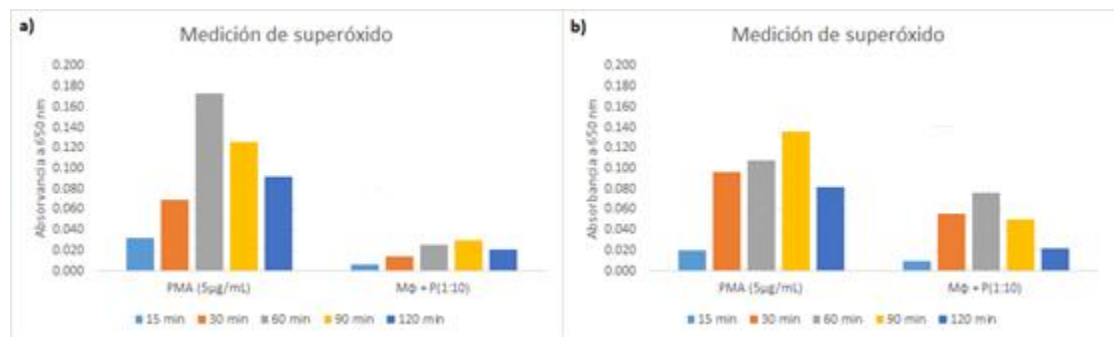 a)
Medición de superóxido
Absorvancia a 650 nm
0.200
0.180
0.160
0.140
0.120
0.100
0.080
0.060
0.040
0.020
0.000
PMA (5µg/mL)
MΦ + P(1:10)
15 min
30 min
60 min
90 min
120 min
b)
Medición de superóxido
Absorbancia a 650 nm
0.200
0.180
0.160
0.140
0.120
0.100
0.080
0.060
0.040
0.020
0.000
PMA (5µg/mL)
MΦ + P(1:10)
15 min
30 min
60 min
90 min
120 min